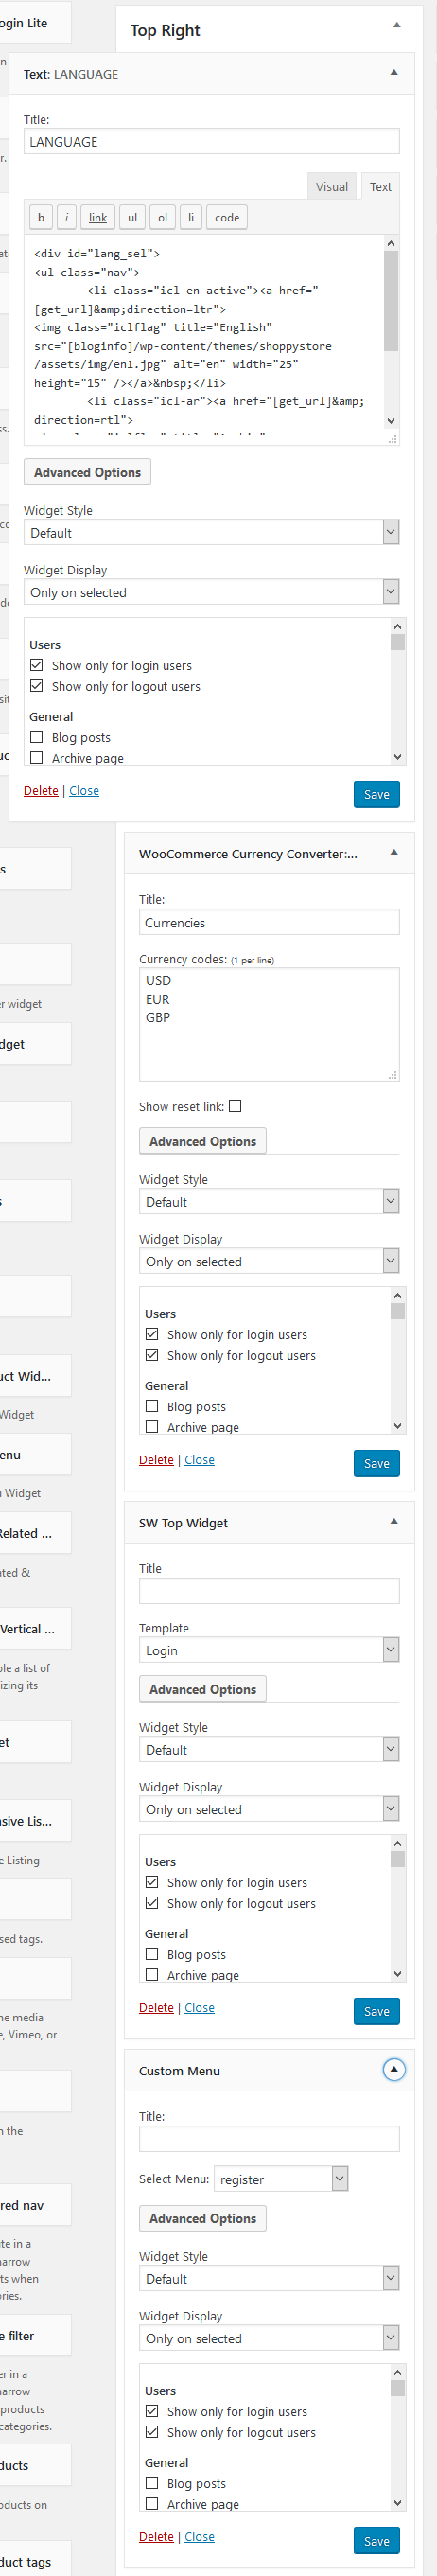 ogin Lite
Top Right
n
Text: LANGUAGE
Title:
LANGUAGE
r.
Visual
Text
b
i
link
ul
ol
li
code
at
<div id="lang_sel">
<ul class="nav">
<li class="icl-en active"><a href="
[get_url]&amp;direction=ltr">
<img class="iclflag" title="English"
src="[bloginfo]/wp-content/themes/shoppystore
/assets/img/en1.jpg" alt="en" width="25"
height="15" /></a>&nbsp;</li>
<li class="icl-ar"><a href="[get_url]&amp;
direction=rtl">
s.
Advanced Options
Widget Style
co
Default
Widget Display
Only on selected
de
Users
Show only for login users
Show only for logout users
sit
General
Blog posts
uc
Archive page
Delete | Close
Save
WooCommerce Currency Converter:...
s
Title:
Currencies
Currency codes: (1 per line)
USD
EUR
GBP
er widget
dget
Show reset link:
Advanced Options
Widget Style
s
Default
Widget Display
Only on selected
Users
Show only for login users
Show only for logout users
uct Wid...
General
Blog posts
Widget
Archive page
enu
Delete | Close
Save
u Widget
SW Top Widget
Related ...
Title
ated &
Template
Vertical ...
Login
ole a list of
izing its
Advanced Options
Widget Style
et
Default
Widget Display
Only on selected
sive Lis...
Users
e Listing
Show only for login users
Show only for logout users
General
sed tags.
Blog posts
Archive page
Delete | Close
Save
ne media
e, Vimeo, or
Custom Menu
Title:
n the
Select Menu:
register
red nav
Advanced Options
ate in a
Widget Style
narrow
ts when
Default
ories.
Widget Display
e filter
Only on selected
er in a
Users
narrow
products
Show only for login users
categories.
Show only for logout users
ducts
General
Blog posts
oducts on
Archive page
Delete | Close
Save
duct tags